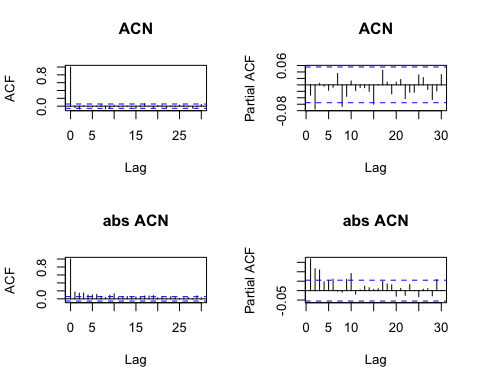 ACN
ACF
0.0 0.8
0 5 15 25
Lag
ACN
Partial ACF
-0.08 0.06
0 5 10 20 30
Lag
abs ACN
ACF
0.0 0.8
0 5 15 25
Lag
abs ACN
Partial ACF
-0.05
0 5 10 20 30
Lag